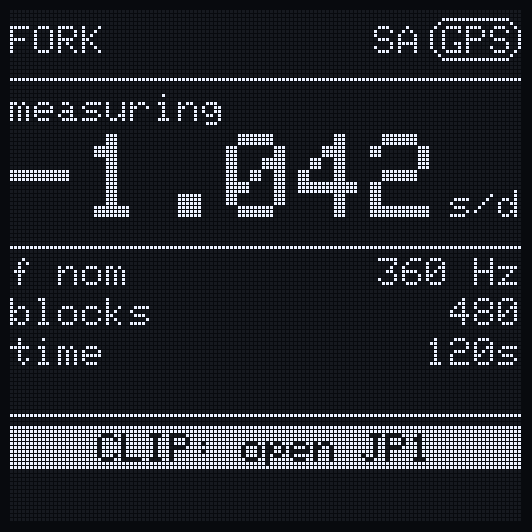 FORK SA GPS
measuring
-1.042 s/d
f nom 360 Hz
blocks 480
time 120s
CLIP: open JP1